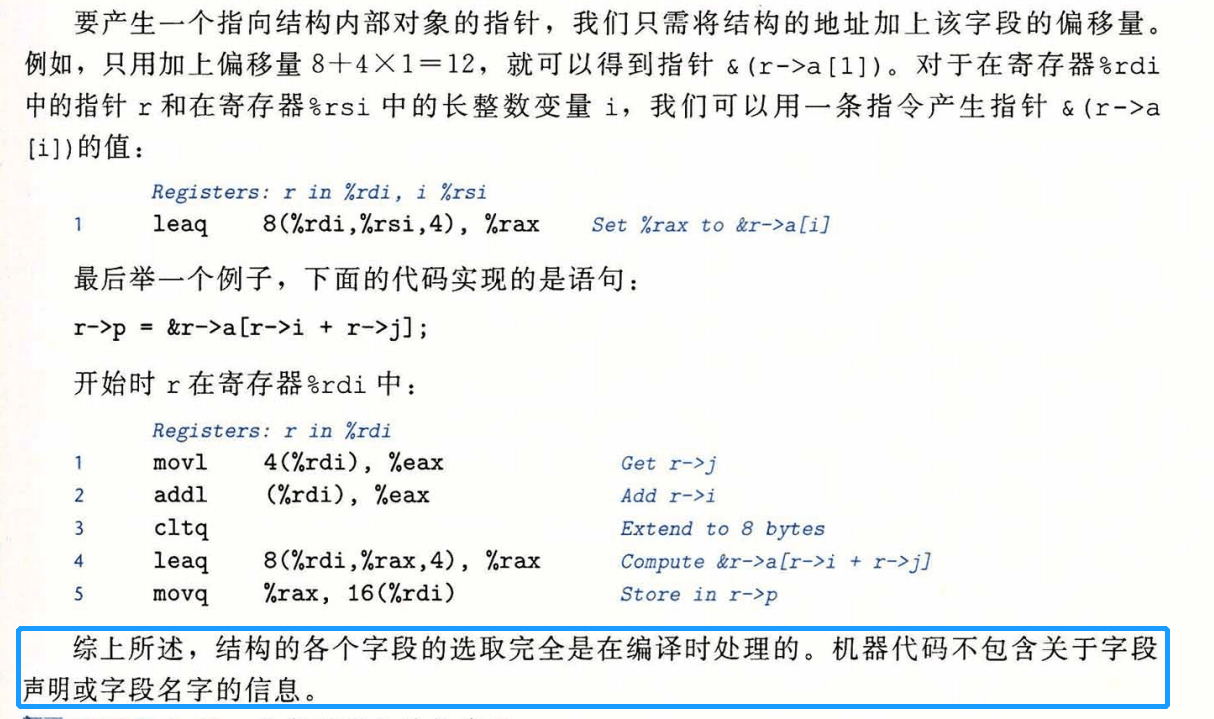 要产生一个指向结构内部对象的指针，我们只需将结构的地址加上该字段的偏移量。
例如，只用加上偏移量 8＋4×1＝12，就可以得到指针 &(r->a[1])。对于在寄存器%rdi
中的指针 r 和在寄存器%rsi 中的长整数变量 i，我们可以用一条指令产生指针 &(r->a
[i])的值：
Registers: r in %rdi, i %rsi
1 leaq 8(%rdi,%rsi,4), %rax Set %rax to &r->a[i]
最后举一个例子，下面的代码实现的是语句：
r->p = &r->a[r->i + r->j];
开始时 r 在寄存器%rdi 中：
Registers: r in %rdi
1 movl 4(%rdi), %eax Get r->j
2 addl (%rdi), %eax Add r->i
3 cltq Extend to 8 bytes
4 leaq 8(%rdi,%rax,4), %rax Compute &r->a[r->i + r->j]
5 movq %rax, 16(%rdi) Store in r->p
综上所述，结构的各个字段的选取完全是在编译时处理的。机器代码不包含关于字段
声明或字段名字的信息。